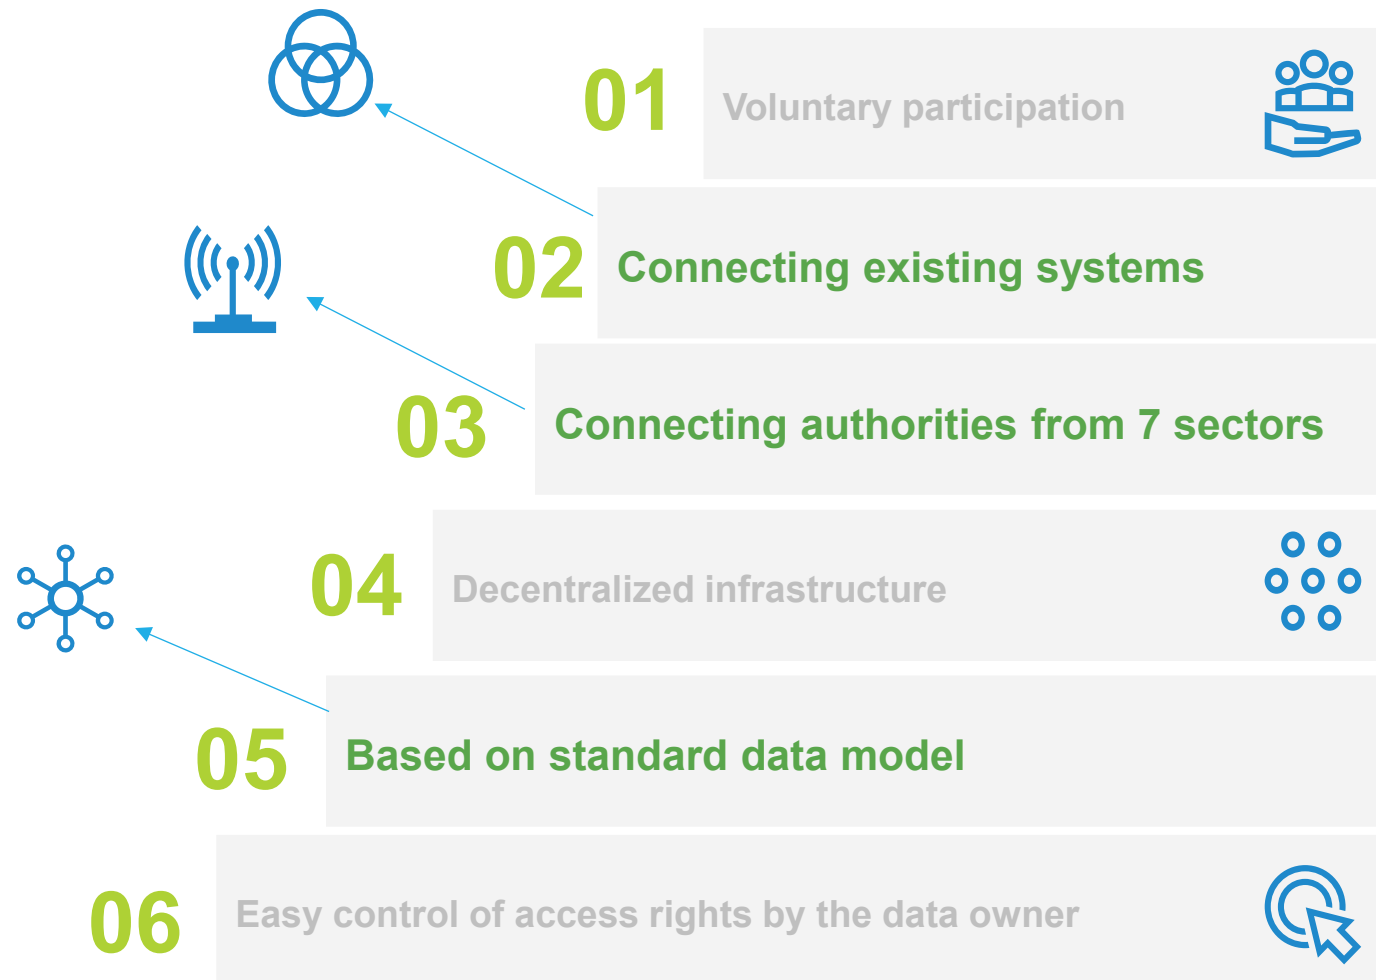 01
Voluntary participation
02
Connecting existing systems
03
Connecting authorities from 7 sectors
04
Decentralized infrastructure
05
Based on standard data model
06
Easy control of access rights by the data owner